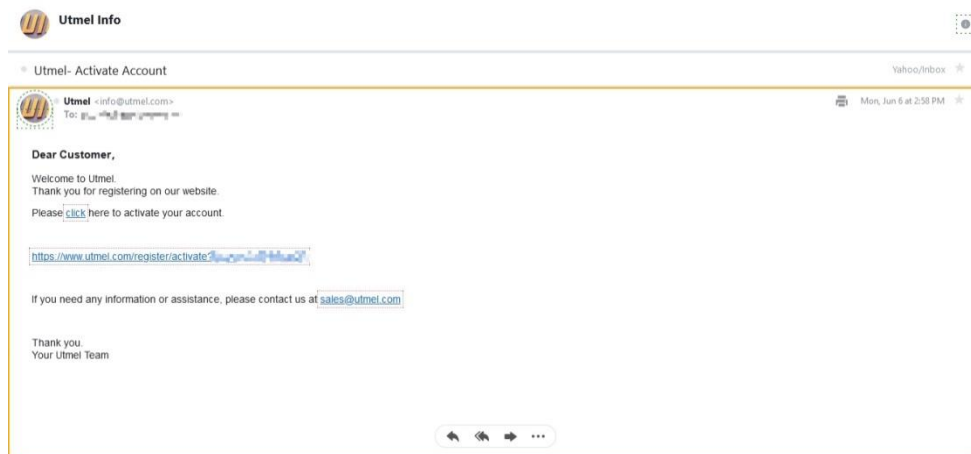 Utmel Info
Utmel- Activate Account
Yahoo/Inbox
Utmel <info@utmel.com>
Mon, Jun 6 at 2:58 PM
To:
Dear Customer,
Welcome to Utmel.
Thank you for registering on our website.
Please click here to activate your account.
https://www.utmel.com/register/activate?
If you need any information or assistance, please contact us at sales@utmel.com
Thank you.
Your Utmel Team